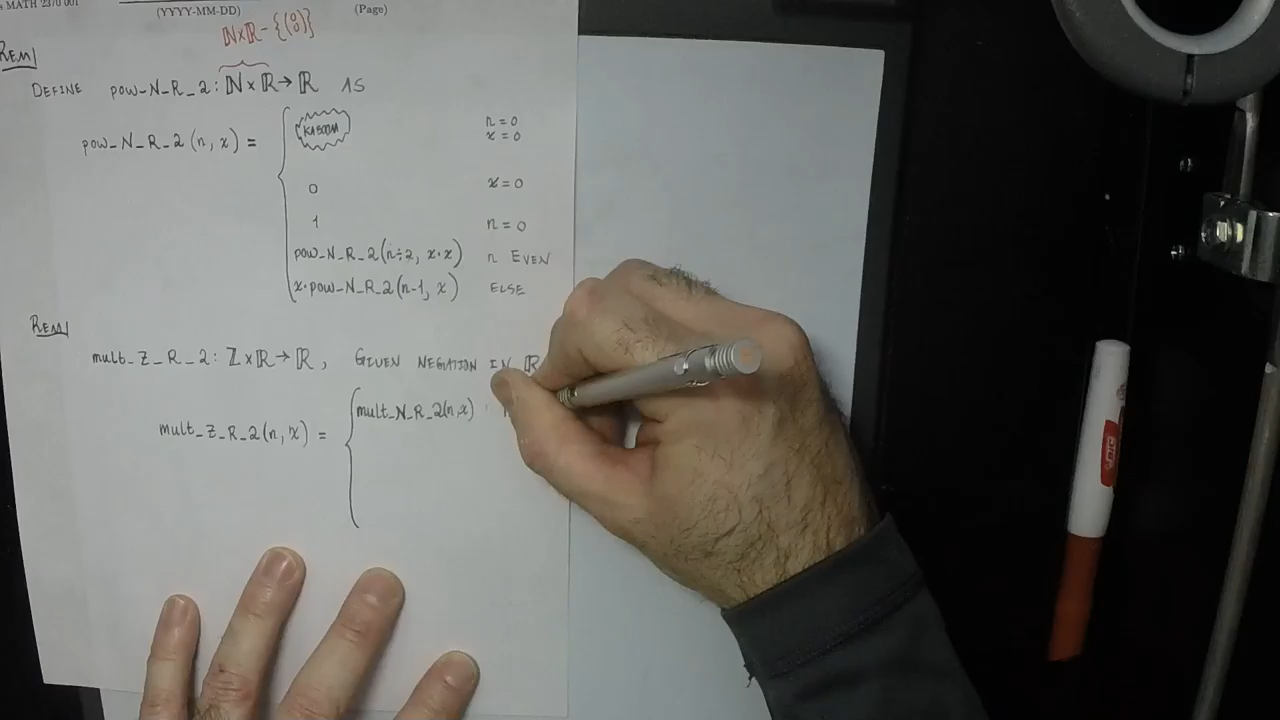 MATH 2370 001
(YYYY-MM-DD) (Page)
ℕ×ℝ-{(0 0)}
REM
DEFINE pow_N_R_2: ℕ × ℝ → ℝ AS
pow_N_R_2 (n, x) =
KABOOM n=0
x=0
0 x=0
1 n=0
pow_N_R_2(n÷2, x·x) n EVEN
x·pow_N_R_2(n-1, x) ELSE
REM
mult_Z_R_2: ℤ×ℝ→ℝ, GIVEN NEGATION IN ℝ
mult_N_R_2(n,x)
mult_Z_R_2(n, x) =
BIC